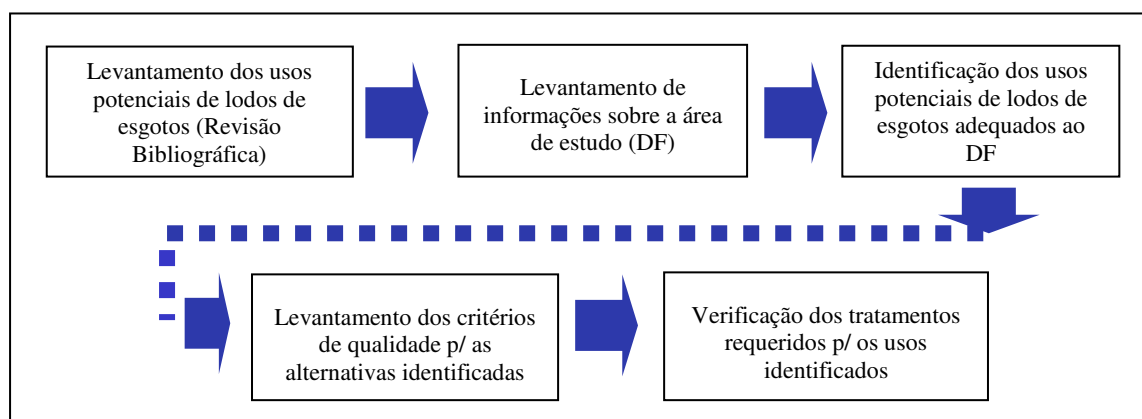 Levantamento dos usos
potenciais de lodos de
esgotos (Revisão
Bibliográfica)
Levantamento de
informações sobre a área
de estudo (DF)
Identificação dos usos
potenciais de lodos de
esgotos adequados ao
DF
Levantamento dos critérios
de qualidade p/ as
alternativas identificadas
Verificação dos tratamentos
requeridos p/ os usos
identificados